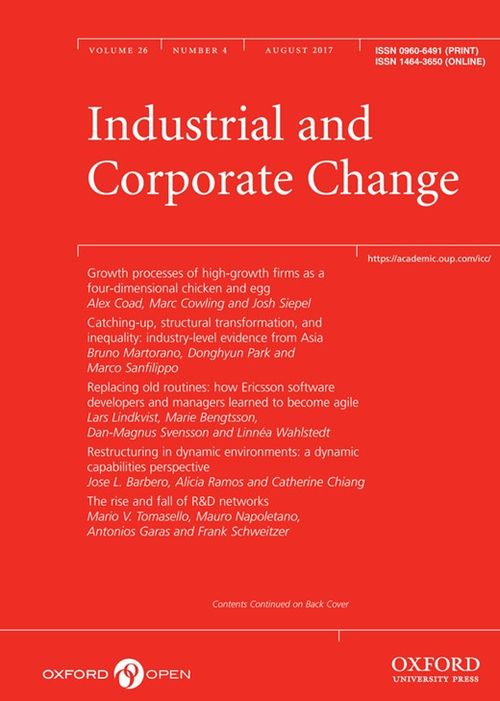 VOLUME 26 NUMBER 4 AUGUST 2017 ISSN 0960-6491 (PRINT)
ISSN 1464-3650 (ONLINE)
Industrial and
Corporate Change
https://academic.oup.com/icc/
Growth processes of high-growth firms as a
four-dimensional chicken and egg
Alex Coad, Marc Cowling and Josh Siepel
Catching-up, structural transformation, and
inequality: industry-level evidence from Asia
Bruno Martorano, Donghyun Park and
Marco Sanfilippo
Replacing old routines: how Ericsson software
developers and managers learned to become agile
Lars Lindkvist, Marie Bengtsson,
Dan-Magnus Svensson and Linnéa Wahlstedt
Restructuring in dynamic environments: a dynamic
capabilities perspective
Jose L. Barbero, Alicia Ramos and Catherine Chiang
The rise and fall of R&D networks
Mario V. Tomasello, Mauro Napoletano,
Antonios Garas and Frank Schweitzer
Contents Continued on Back Cover
OXFORD OPEN
OXFORD
UNIVERSITY PRESS